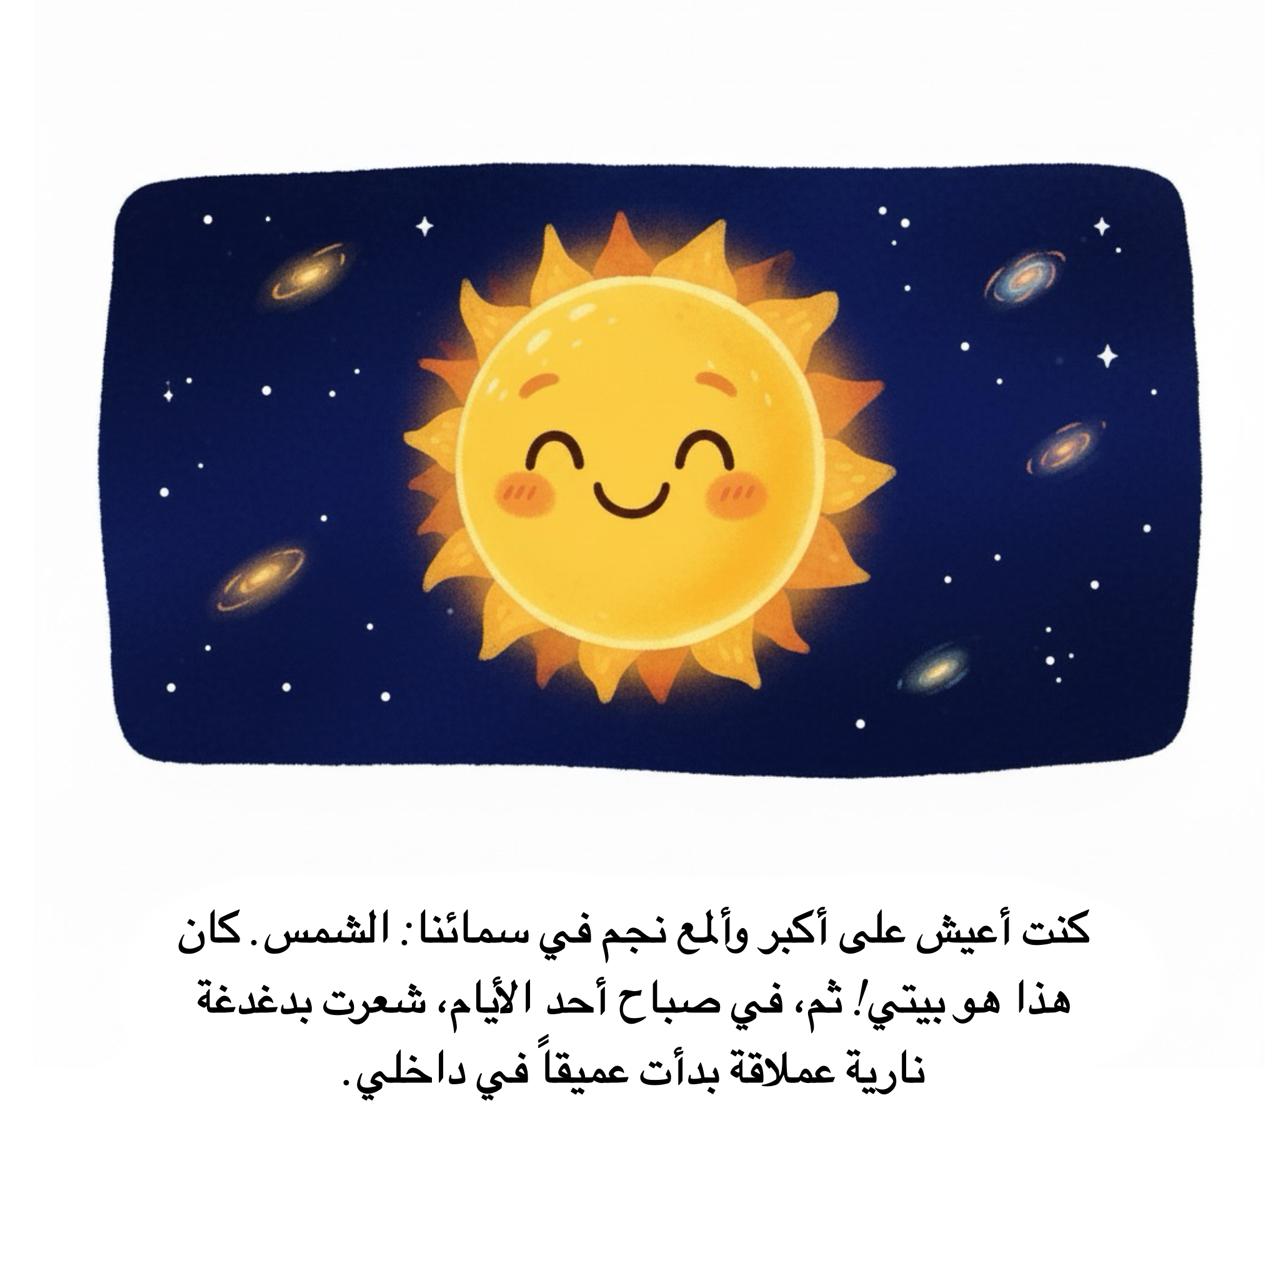 كنت أعيش على أكبر وألمع نجم في سمائنا: الشمس. كان
هذا هو بيتي! ثم، في صباح أحد الأيام، شعرت بدغدغة
نارية عملاقة بدأت عميقاً في داخلي.